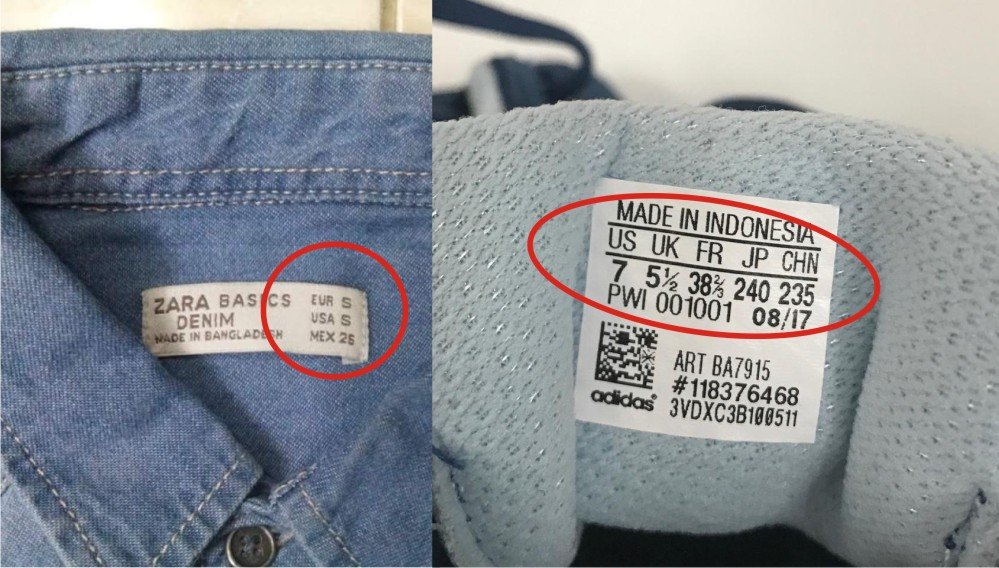 ZARA BASICS
DENIM
MADE IN BANGLADESH
EUR S
USA S
MEX 26
MADE IN INDONESIA
US UK FR JP CHN
7 5½ 38⅔ 240 235
PWI 001001 08/17
ART BA7915
#118376468
3VDXC3B100511
adidas®